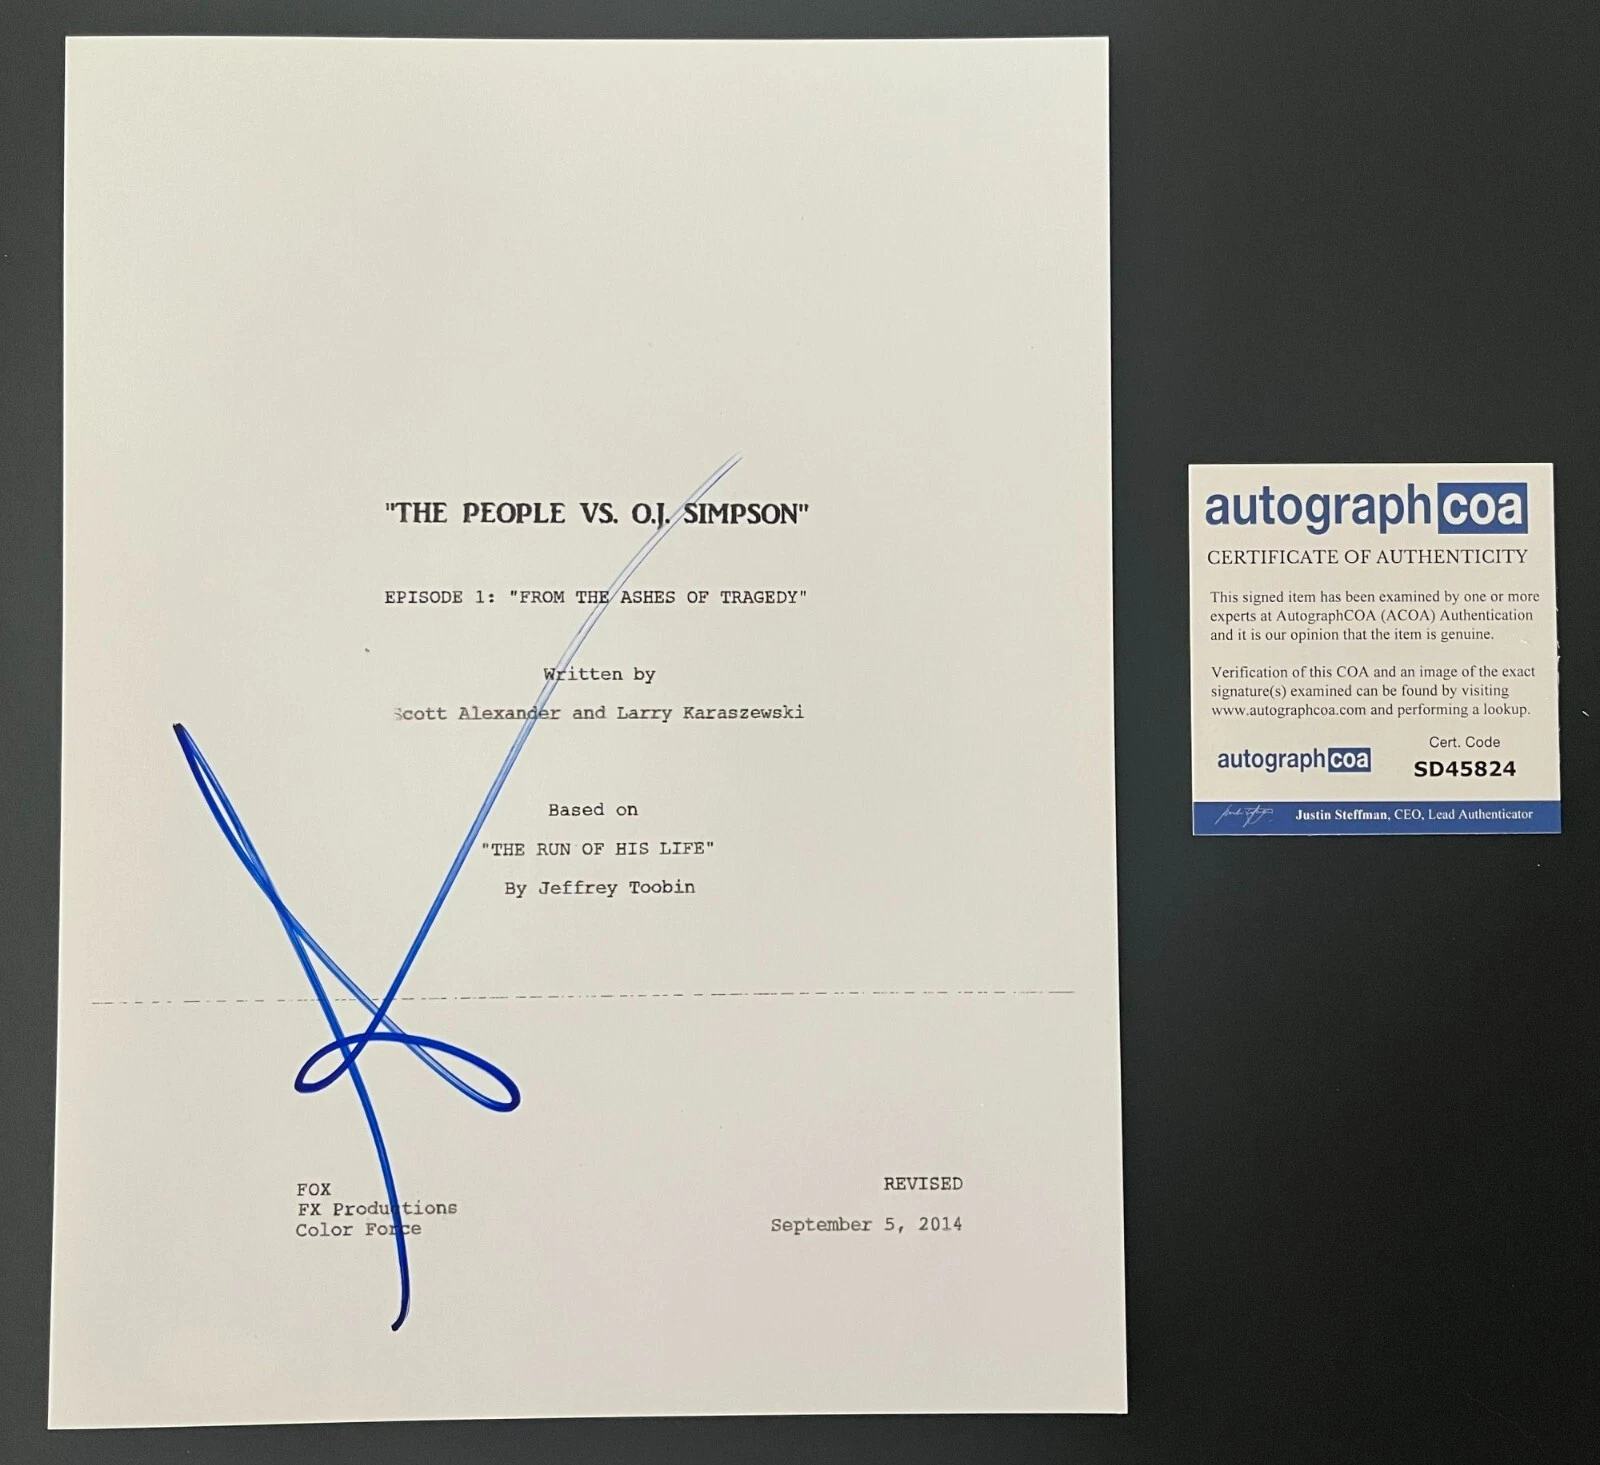 "THE PEOPLE VS. O.J. SIMPSON"
EPISODE 1: "FROM THE ASHES OF TRAGEDY"
Written by
Scott Alexander and Larry Karaszewski
Based on
"THE RUN OF HIS LIFE"
By Jeffrey Toobin
FOX
FX Productions
Color Force
REVISED
September 5, 2014
autograph coa
CERTIFICATE OF AUTHENTICITY
This signed item has been examined by one or more
experts at AutographCOA (ACOA) Authentication
and it is our opinion that the item is genuine.
Verification of this COA and an image of the exact
signature(s) examined can be found by visiting
www.autographcoa.com and performing a lookup.
autograph coa
Cert. Code
SD45824
Justin Steffman, CEO, Lead Authenticator